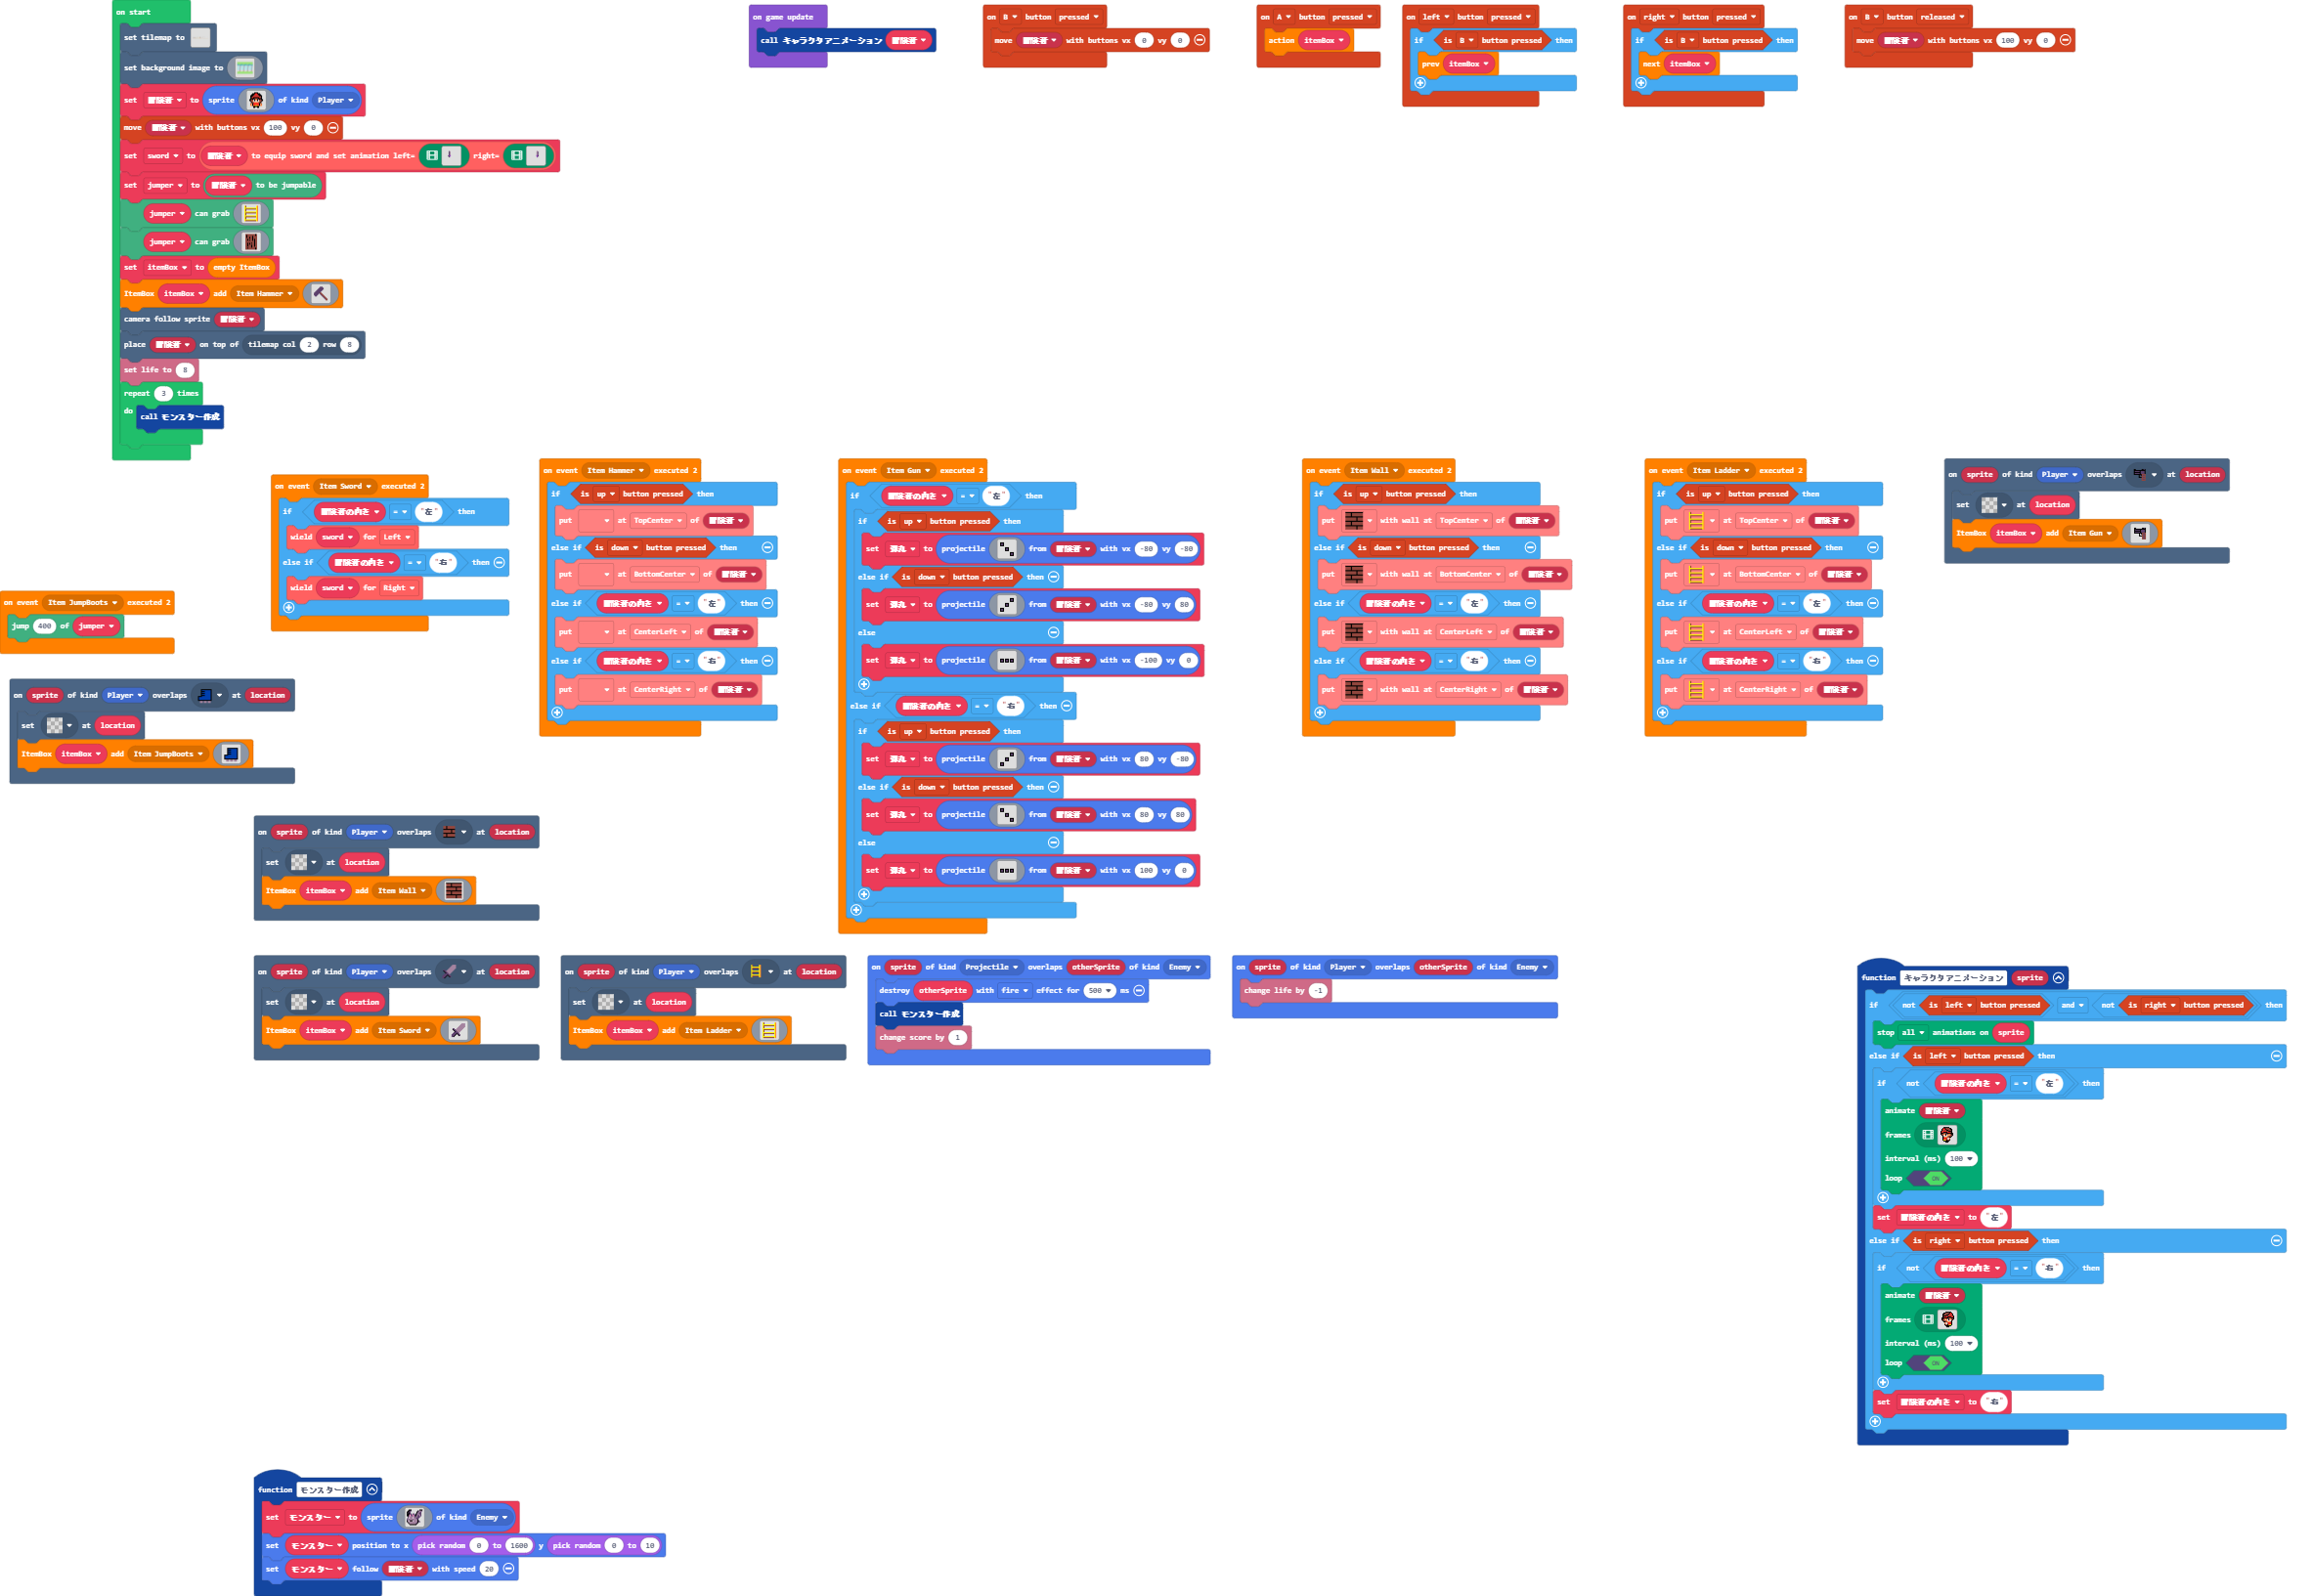 on start
set tilemap to
set background image to
set 冒険者 to sprite of kind Player
move 冒険者 with buttons vx 100 vy 0
set sword to 冒険者 to equip sword and set animation left= right=
set jumper to 冒険者 to be jumpable
jumper can grab
jumper can grab
set itemBox to empty ItemBox
ItemBox itemBox add Item Hammer
camera follow sprite 冒険者
place 冒険者 on top of tilemap col 2 row 8
set life to 8
repeat 3 times
do call モンスター作成
on game update
call キャラクタアニメーション 冒険者
on B button pressed
move 冒険者 with buttons vx 0 vy 0
on A button pressed
action itemBox
on left button pressed
if is B button pressed then
prev itemBox
on right button pressed
if is B button pressed then
next itemBox
on B button released
move 冒険者 with buttons vx 100 vy 0
on event Item JumpBoots executed 2
jump 400 of jumper
on event Item Sword executed 2
if 冒険者の向き = "左" then
wield sword for Left
else if 冒険者の向き = "右" then
wield sword for Right
on event Item Hammer executed 2
if is up button pressed then
put at TopCenter of 冒険者
else if is down button pressed then
put at BottomCenter of 冒険者
else if 冒険者の向き = "左" then
put at CenterLeft of 冒険者
else if 冒険者の向き = "右" then
put at CenterRight of 冒険者
on event Item Gun executed 2
if 冒険者の向き = "左" then
if is up button pressed then
set 弾丸 to projectile from 冒険者 with vx -80 vy -80
else if is down button pressed then
set 弾丸 to projectile from 冒険者 with vx -80 vy 80
else
set 弾丸 to projectile from 冒険者 with vx -100 vy 0
else if 冒険者の向き = "右" then
if is up button pressed then
set 弾丸 to projectile from 冒険者 with vx 80 vy -80
else if is down button pressed then
set 弾丸 to projectile from 冒険者 with vx 80 vy 80
else
set 弾丸 to projectile from 冒険者 with vx 100 vy 0
on event Item Wall executed 2
if is up button pressed then
put with wall at TopCenter of 冒険者
else if is down button pressed then
put with wall at BottomCenter of 冒険者
else if 冒険者の向き = "左" then
put with wall at CenterLeft of 冒険者
else if 冒険者の向き = "右" then
put with wall at CenterRight of 冒険者
on event Item Ladder executed 2
if is up button pressed then
put at TopCenter of 冒険者
else if is down button pressed then
put at BottomCenter of 冒険者
else if 冒険者の向き = "左" then
put at CenterLeft of 冒険者
else if 冒険者の向き = "右" then
put at CenterRight of 冒険者
on sprite of kind Player overlaps at location
set at location
ItemBox itemBox add Item Gun
on sprite of kind Player overlaps at location
set at location
ItemBox itemBox add Item JumpBoots
on sprite of kind Player overlaps at location
set at location
ItemBox itemBox add Item Wall
on sprite of kind Player overlaps at location
set at location
ItemBox itemBox add Item Sword
on sprite of kind Player overlaps at location
set at location
ItemBox itemBox add Item Ladder
on sprite of kind Projectile overlaps otherSprite of kind Enemy
destroy otherSprite with fire effect for 500 ms
call モンスター作成
change score by 1
on sprite of kind Player overlaps otherSprite of kind Enemy
change life by -1
function キャラクタアニメーション sprite
if not is left button pressed and not is right button pressed then
stop all animations on sprite
else if is left button pressed then
if not 冒険者の向き = "左" then
animate 冒険者
frames
interval (ms) 100
loop ON
set 冒険者の向き to "左"
else if is right button pressed then
if not 冒険者の向き = "右" then
animate 冒険者
frames
interval (ms) 100
loop ON
set 冒険者の向き to "右"
function モンスター作成
set モンスター to sprite of kind Enemy
set モンスター position to x pick random 0 to 1600 y pick random 0 to 10
set モンスター follow 冒険者 with speed 20